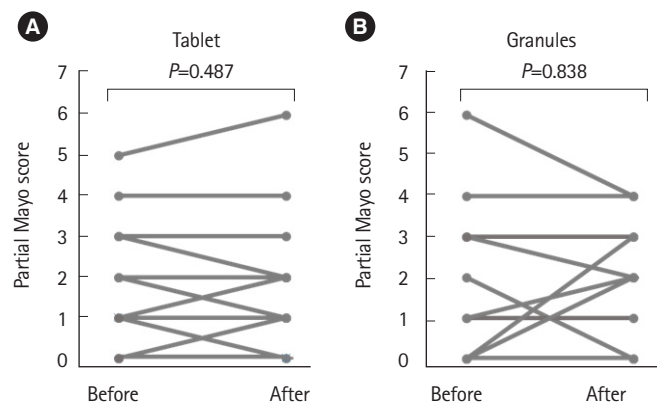 A
Tablet
P=0.487
Partial Mayo score
7
6
5
4
3
2
1
0
Before After
B
Granules
P=0.838
Partial Mayo score
7
6
5
4
3
2
1
0
Before After